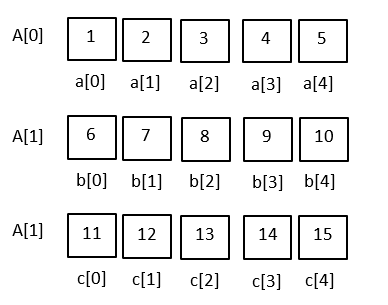 A[0] 1 2 3 4 5
a[0] a[1] a[2] a[3] a[4]
A[1] 6 7 8 9 10
b[0] b[1] b[2] b[3] b[4]
A[1] 11 12 13 14 15
c[0] c[1] c[2] c[3] c[4]